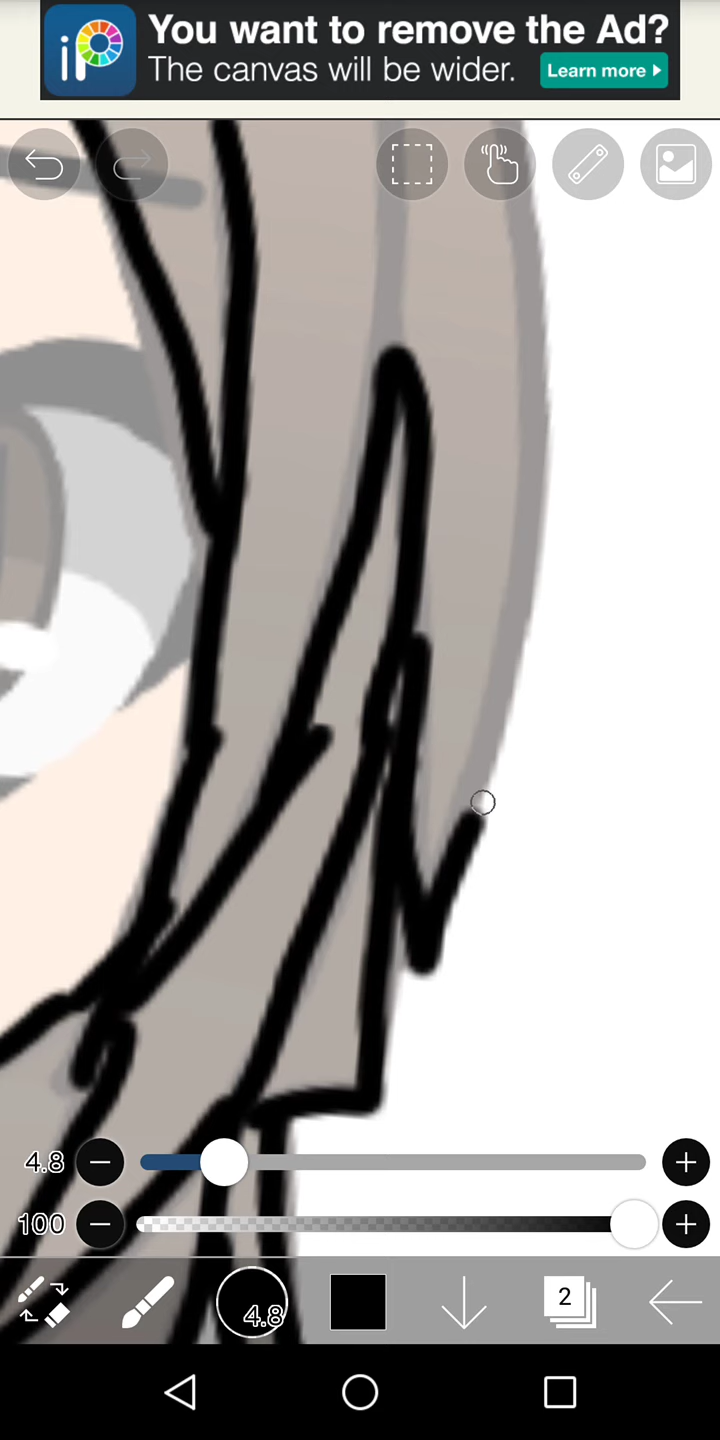 iP
You want to remove the Ad?
The canvas will be wider.
Learn more
4.8
100
4.8
2